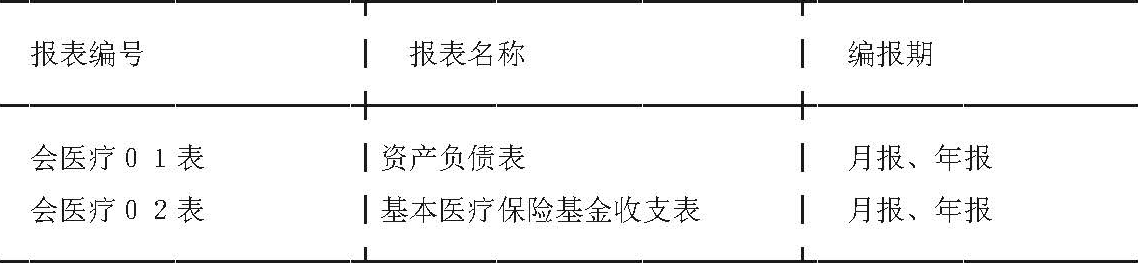 报表编号 报表名称 编报期
会医疗０１表 资产负债表 月报、年报
会医疗０２表 基本医疗保险基金收支表 月报、年报